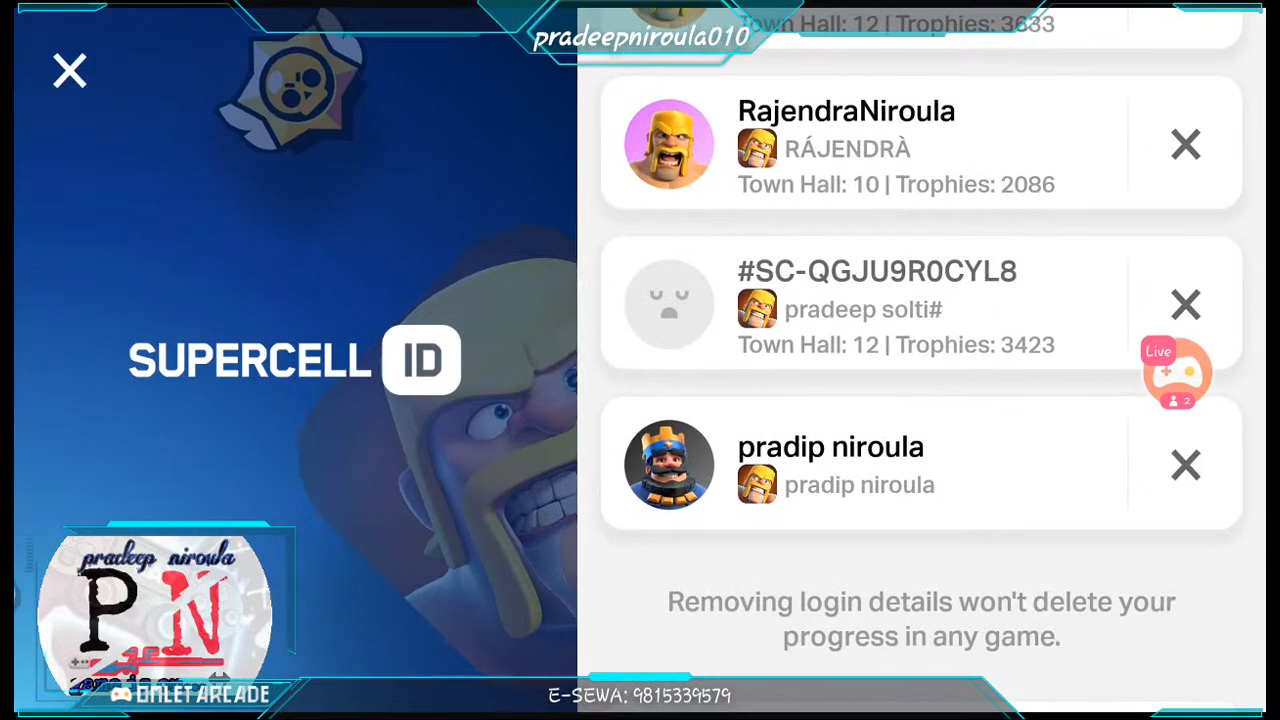 pradeepniroula010
Town Hall: 12 | Trophies: 3633
RajendraNiroula
RÁJENDRÀ
Town Hall: 10 | Trophies: 2086
#SC-QGJU9R0CYL8
pradeep solti#
Town Hall: 12 | Trophies: 3423
Live
2
SUPERCELL ID
pradip niroula
pradip niroula
Removing login details won't delete your
progress in any game.
pradeep niroula
PN
OMLET ARCADE
E-SEWA: 9815339579